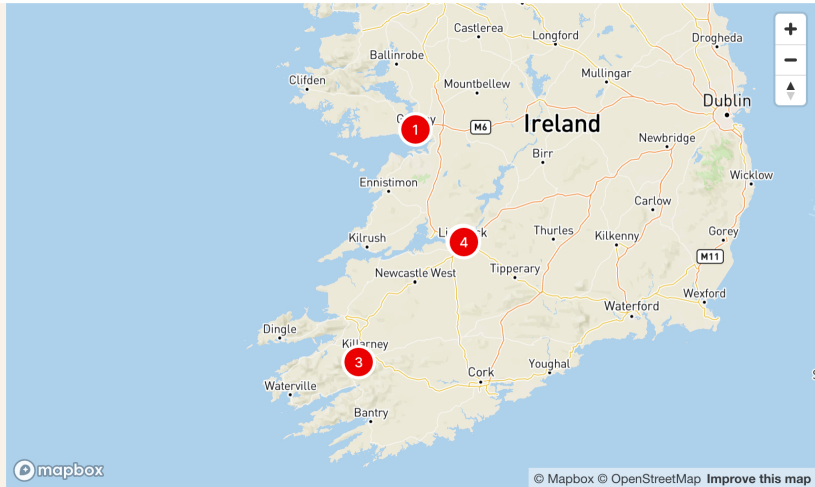 Castlerea
Longford
Drogheda
Ballinrobe
Clifden
Mountbellew
Mullingar
Dublin
1
M6
Ireland
Newbridge
Birr
Ennistimon
Wicklow
Carlow
Kilrush
4
Thurles
Kilkenny
Gorey
M11
Newcastle West
Tipperary
Wexford
Waterford
Dingle
Killarney
3
Youghal
Cork
Waterville
Bantry
mapbox
© Mapbox © OpenStreetMap Improve this map